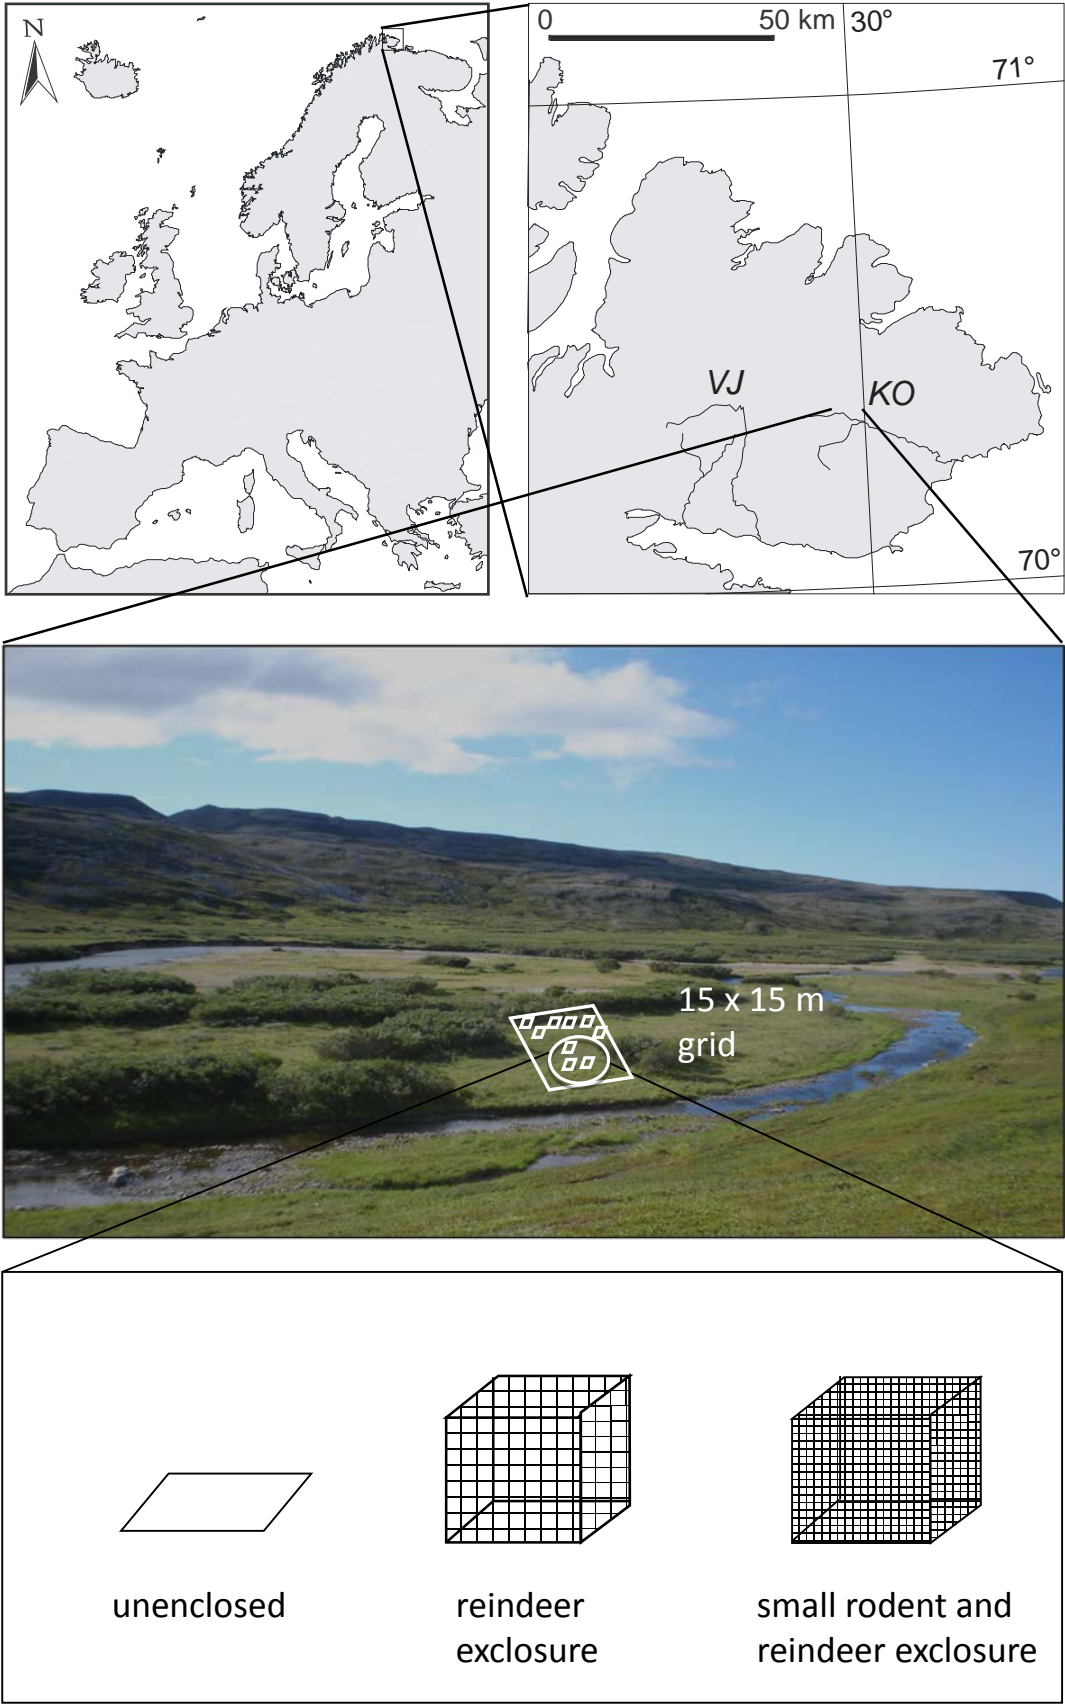 N
0 50 km 30°
71°
VJ
KO
70°
15 x 15 m
grid
unenclosed
reindeer
exclosure
small rodent and
reindeer exclosure